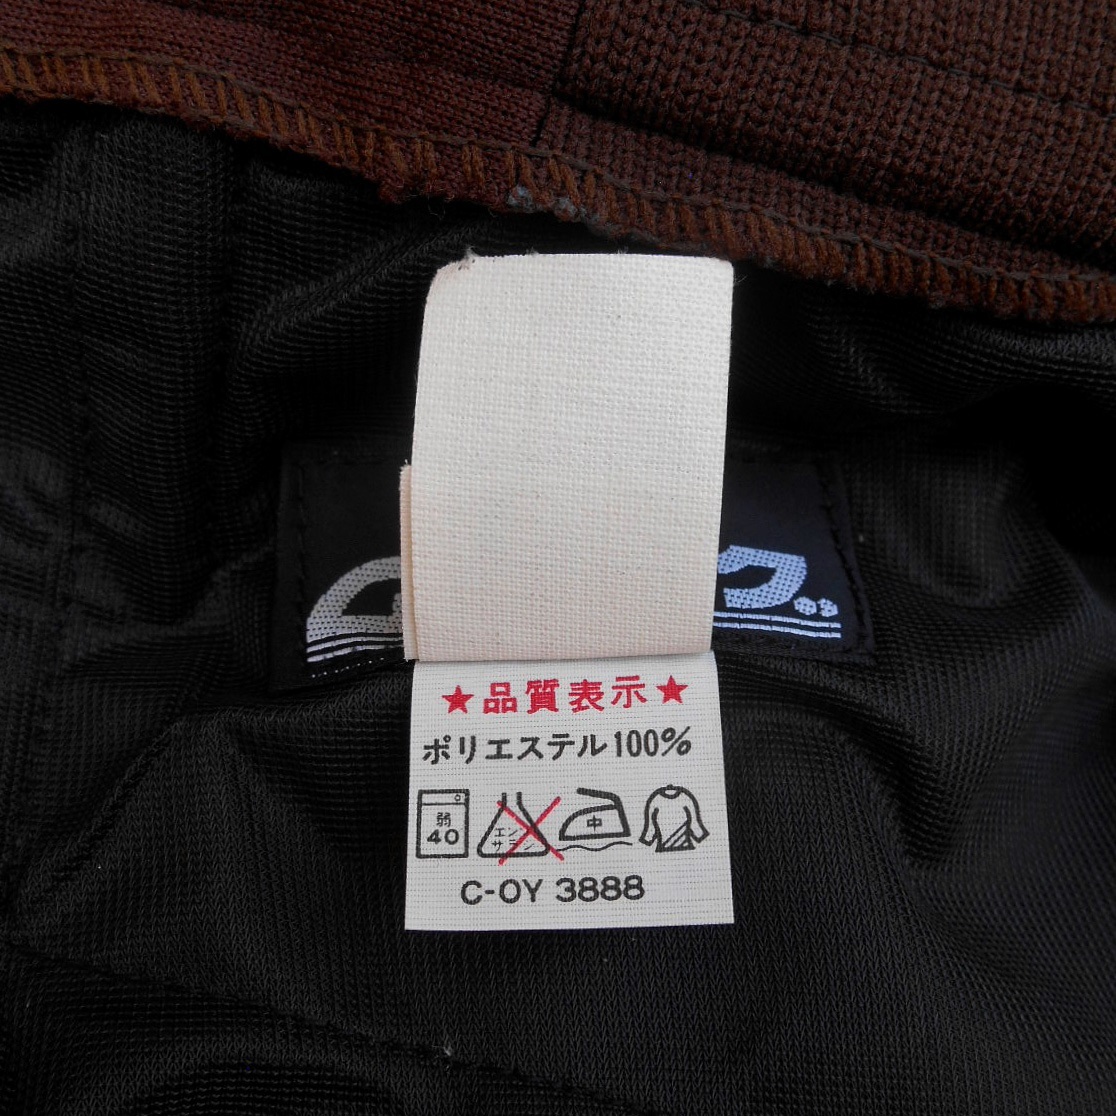 ★品質表示★
ポリエステル100%
弱 40 エンソ サラシ 中
C-OY 3888